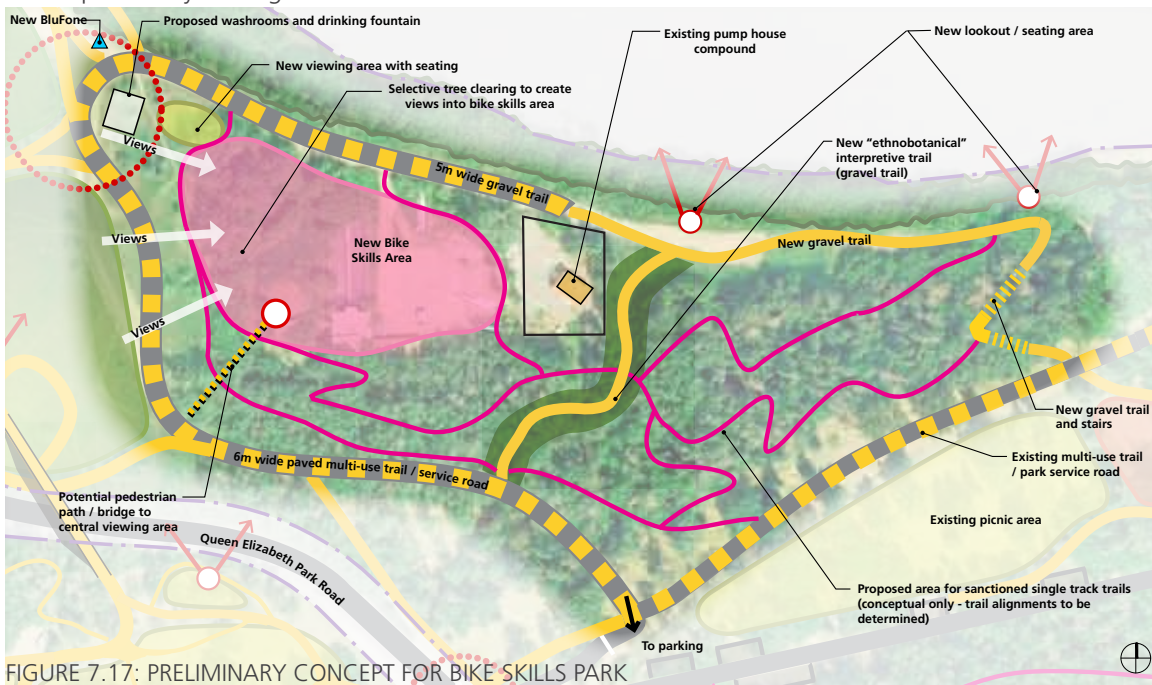 New BluFone
Proposed washrooms and drinking fountain
Existing pump house
compound
New lookout / seating area
New viewing area with seating
Selective tree clearing to create
views into bike skills area
New “ethnobotanical”
interpretive trail
(gravel trail)
Views
5m wide gravel trail
Views
New Bike
Skills Area
New gravel trail
Views
New gravel trail
and stairs
6m wide paved multi-use trail / service road
Existing multi-use trail
/ park service road
Potential pedestrian
path / bridge to
central viewing area
Existing picnic area
Queen Elizabeth Park Road
Proposed area for sanctioned single track trails
(conceptual only - trail alignments to be
determined)
To parking
FIGURE 7.17: PRELIMINARY CONCEPT FOR BIKE SKILLS PARK